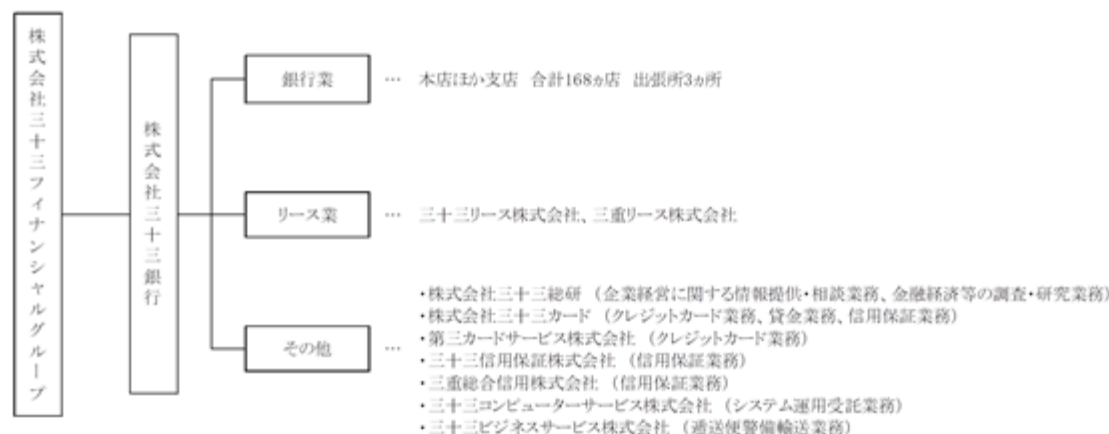 株式会社三十三フィナンシャルグループ
株式会社三十三銀行
銀行業 … 本店ほか支店 合計168ヵ店 出張所3ヵ所
リース業 … 三十三リース株式会社、三重リース株式会社
その他 …
・株式会社三十三総研 (企業経営に関する情報提供・相談業務、金融経済等の調査・研究業務)
・株式会社三十三カード (クレジットカード業務、貸金業務、信用保証業務)
・第三カードサービス株式会社 (クレジットカード業務)
・三十三信用保証株式会社 (信用保証業務)
・三重総合信用株式会社 (信用保証業務)
・三十三コンピューターサービス株式会社 (システム運用受託業務)
・三十三ビジネスサービス株式会社 (逓送便警備輸送業務)